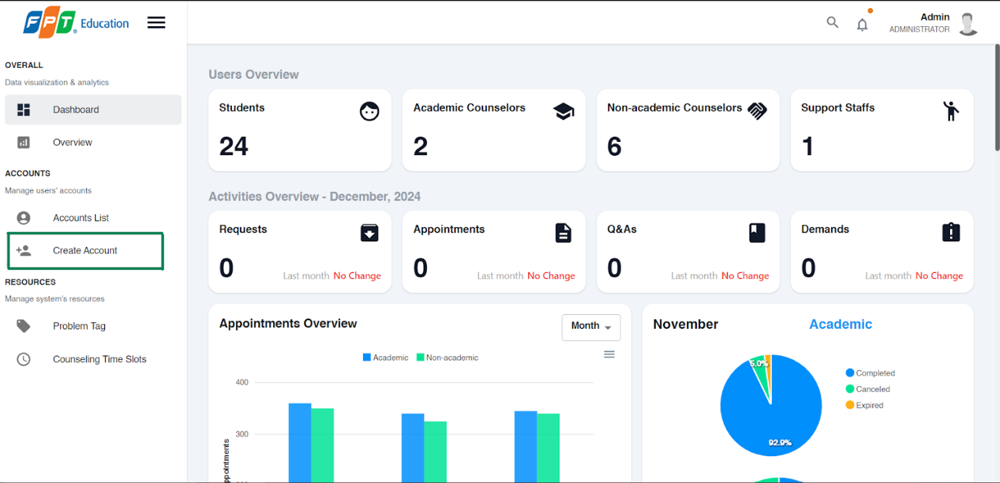 FPT® Education
Admin
ADMINISTRATOR
OVERALL
Data visualization & analytics
Dashboard
Overview
ACCOUNTS
Manage users' accounts
Accounts List
Create Account
RESOURCES
Manage system's resources
Problem Tag
Counseling Time Slots
Users Overview
Students
24
Academic Counselors
2
Non-academic Counselors
6
Support Staffs
1
Activities Overview - December, 2024
Requests
0
Last month No Change
Appointments
0
Last month No Change
Q&As
0
Last month No Change
Demands
0
Last month No Change
Appointments Overview
Month
Academic Non-academic
400
300
November
Academic
5.0%
92.9%
Completed
Canceled
Expired